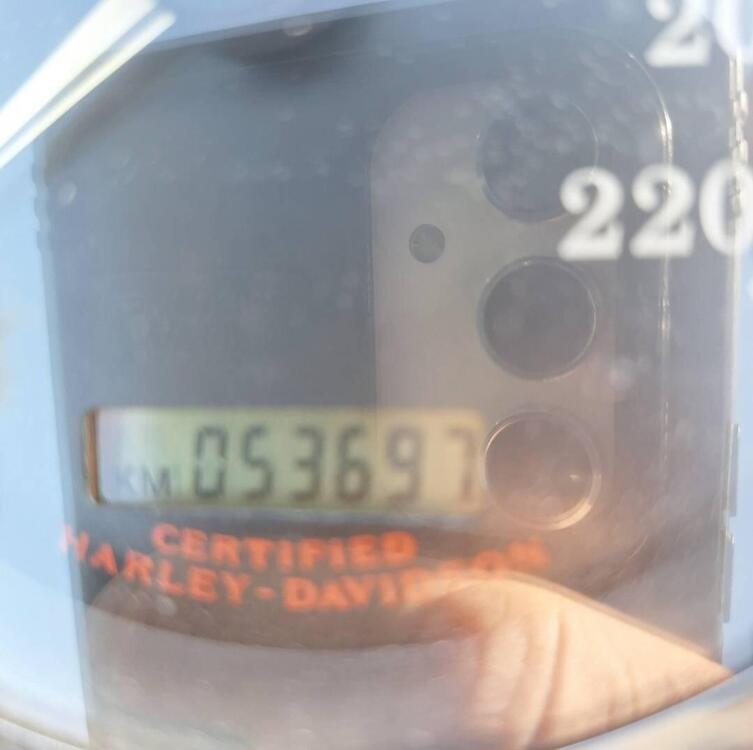 220
KM 053697
CERTIFIED
HARLEY-DAVIDSON